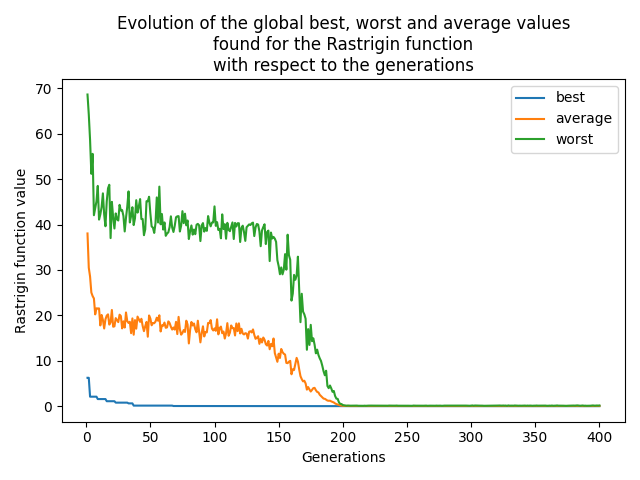 Evolution of the global best, worst and average values
found for the Rastrigin function
with respect to the generations
best
average
worst
Rastrigin function value
70
60
50
40
30
20
10
0
0 50 100 150 200 250 300 350 400
Generations